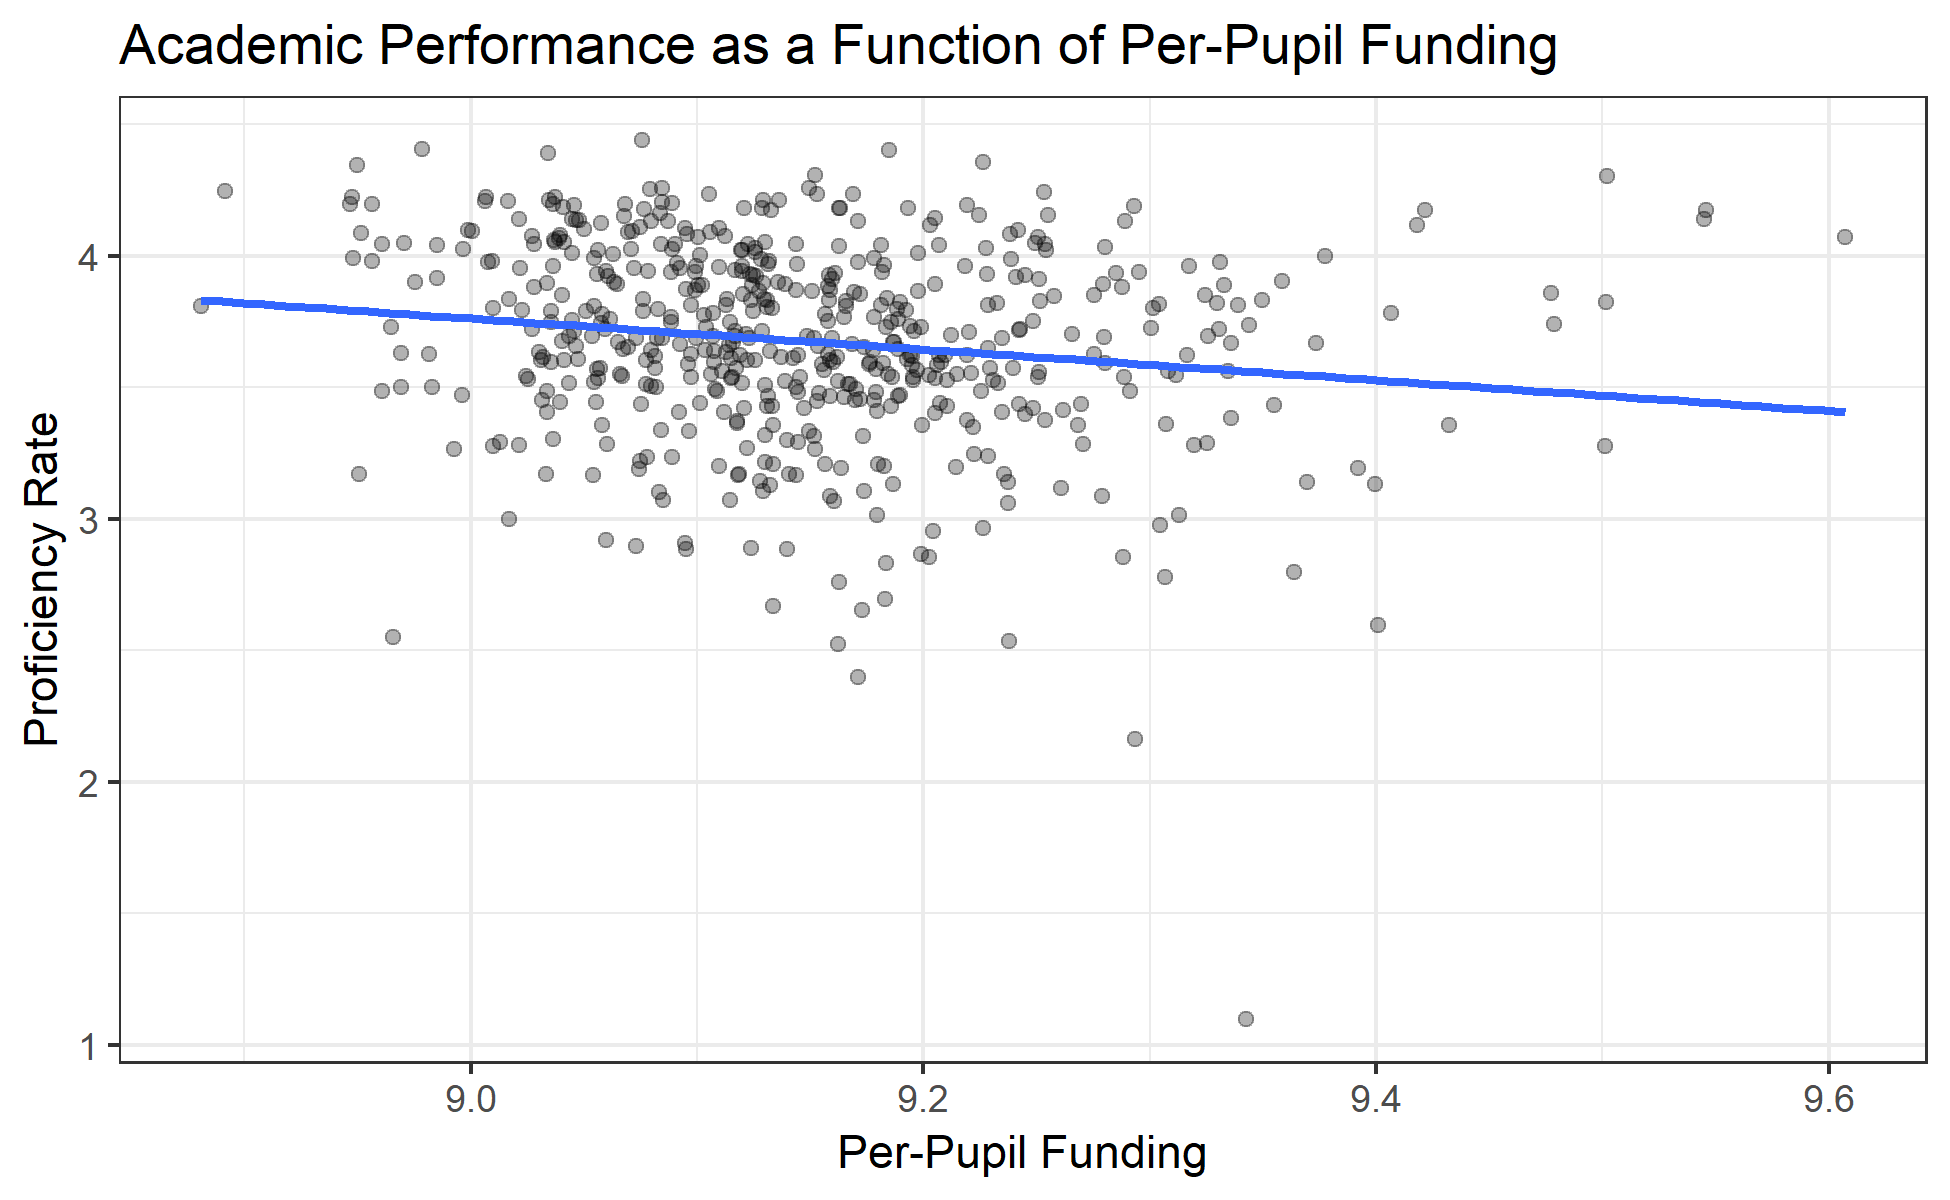 Academic Performance as a Function of Per-Pupil Funding
Proficiency Rate
4
3
2
1
9.0 9.2 9.4 9.6
Per-Pupil Funding